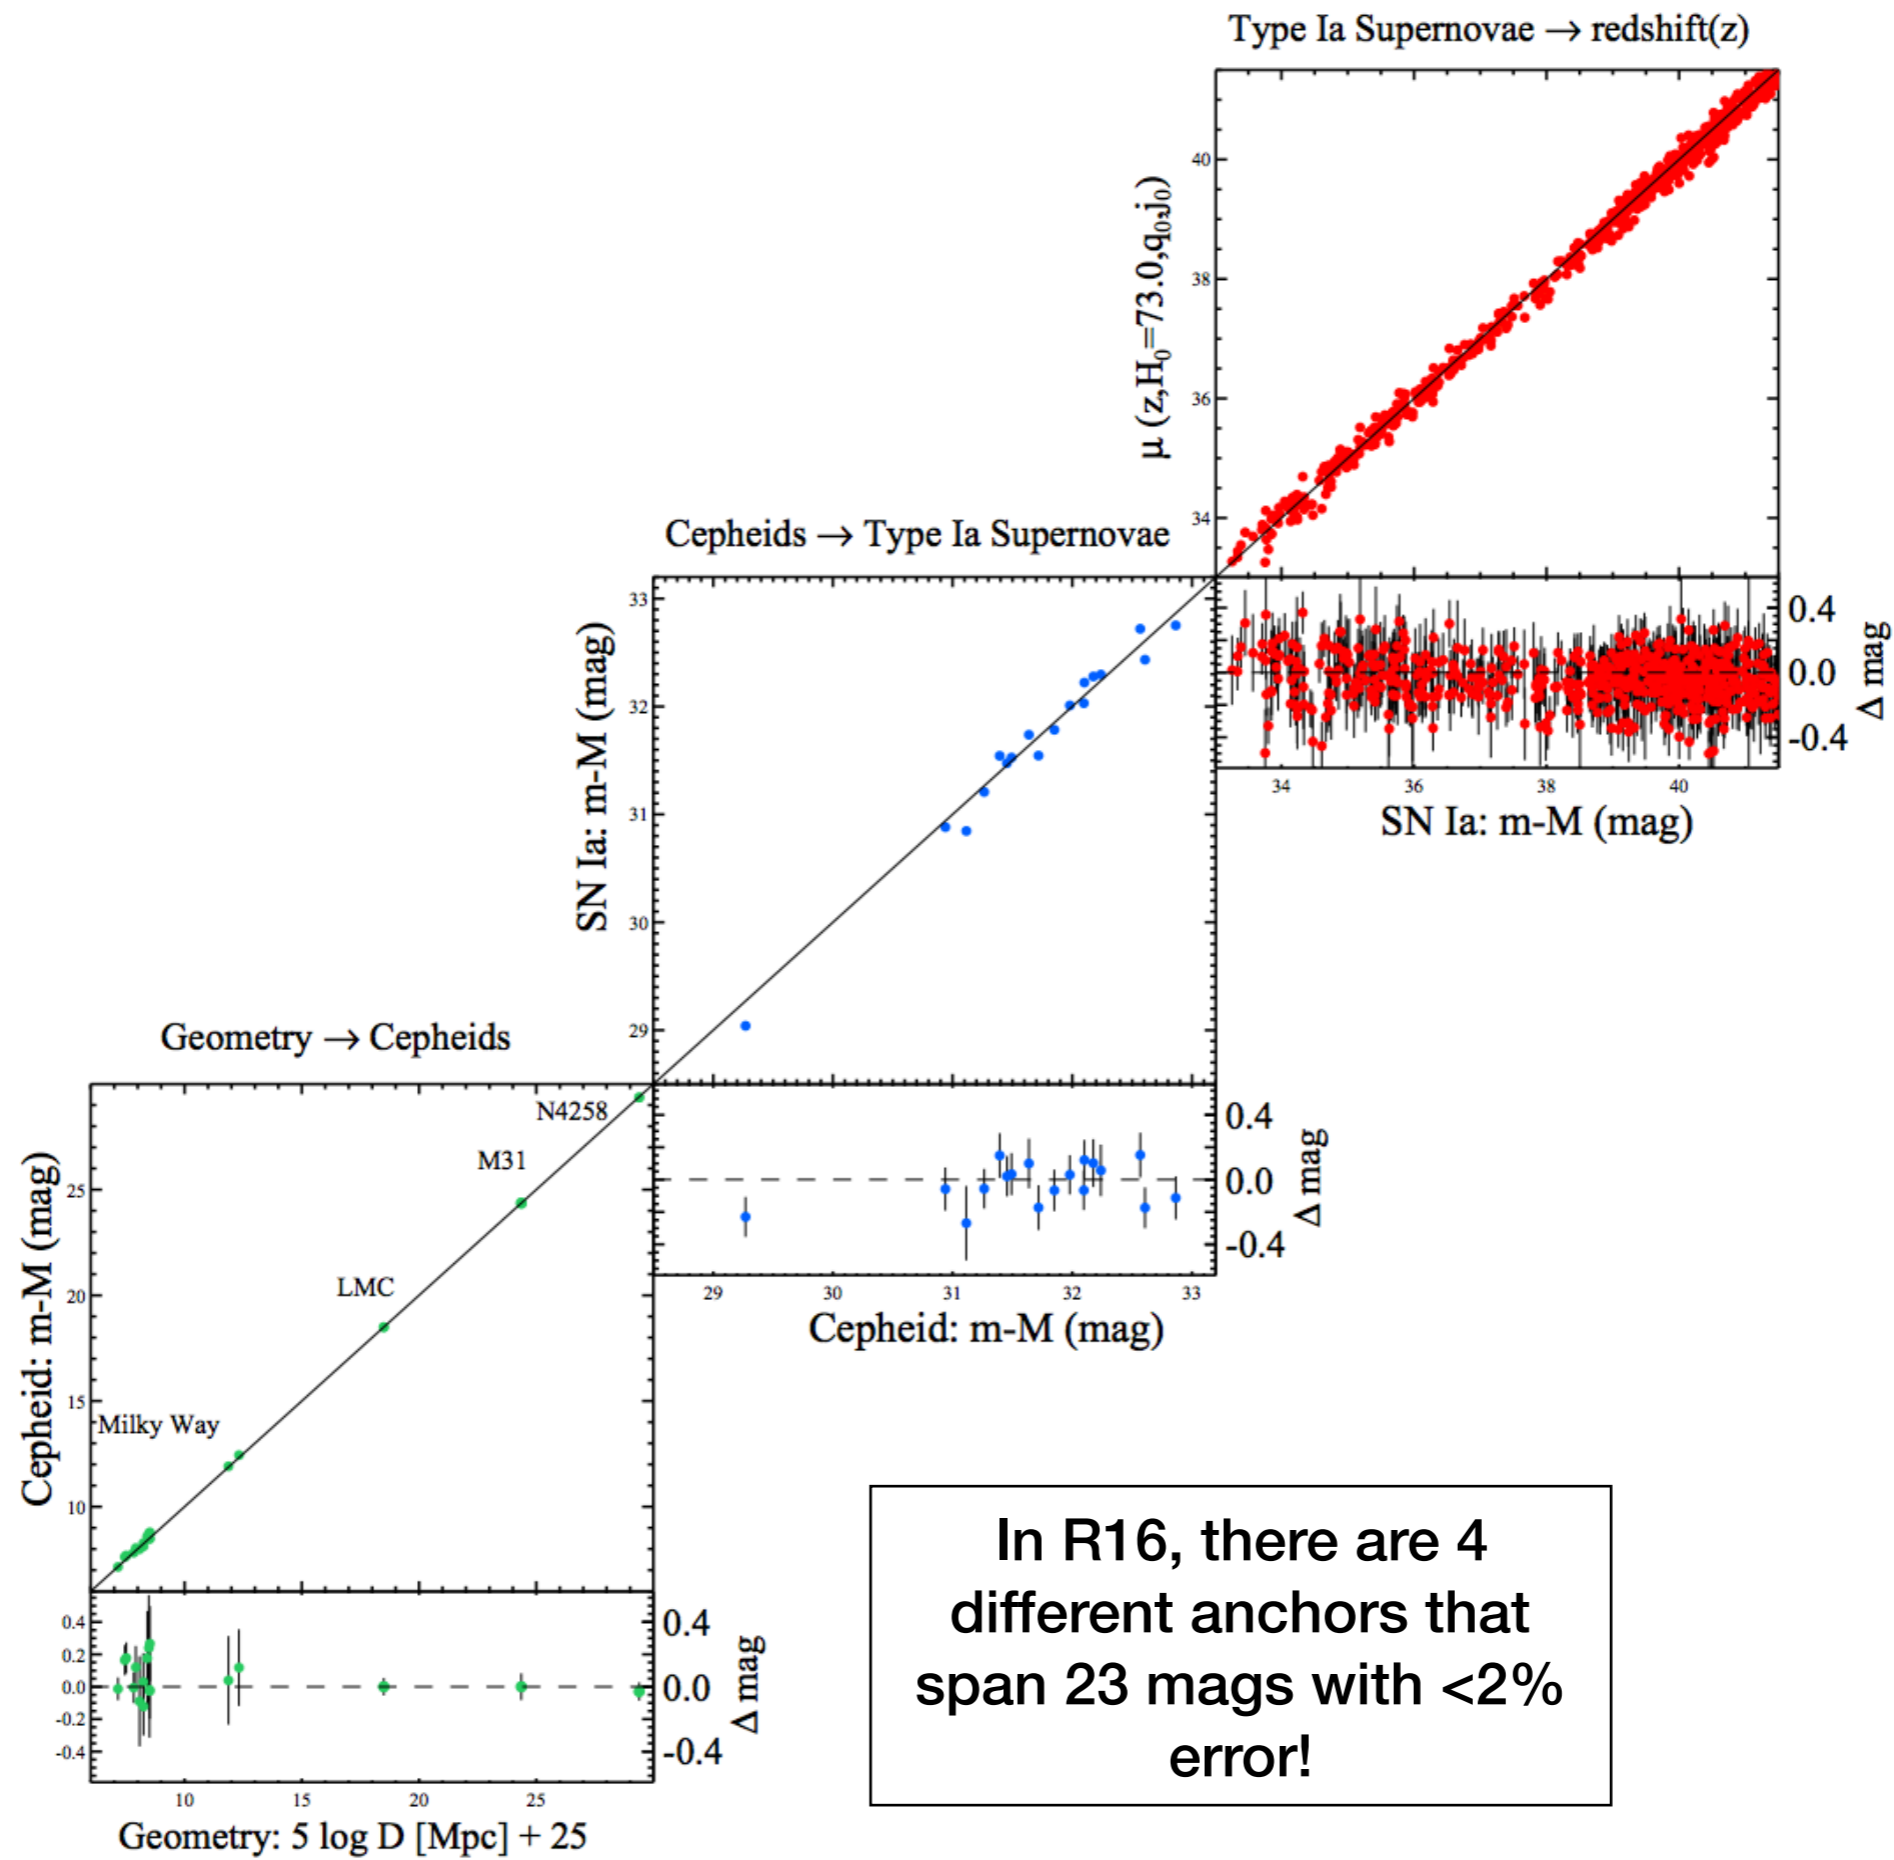 Type Ia Supernovae → redshift(z)
40
38
36
34
μ (z,H₀=73.0,q₀,j₀)
0.4
0.0
-0.4
Δ mag
34 36 38 40
SN Ia: m-M (mag)
Cepheids → Type Ia Supernovae
33
32
31
30
29
SN Ia: m-M (mag)
0.4
0.0
-0.4
Δ mag
29 30 31 32 33
Cepheid: m-M (mag)
Geometry → Cepheids
N4258
M31
LMC
Milky Way
25
20
15
10
Cepheid: m-M (mag)
0.4
0.2
0.0
-0.2
-0.4
0.4
0.0
-0.4
Δ mag
10 15 20 25
Geometry: 5 log D [Mpc] + 25
In R16, there are 4
different anchors that
span 23 mags with <2%
error!